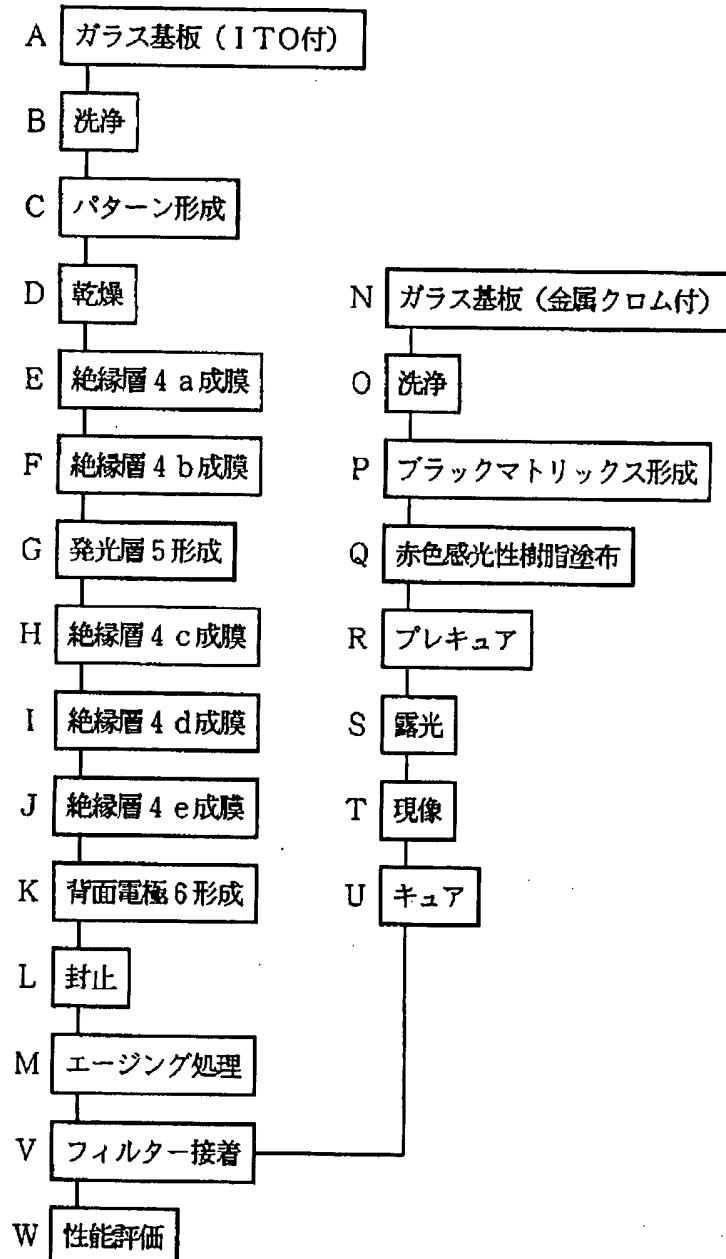 A ガラス基板（ＩＴＯ付）
B 洗浄
C パターン形成
D 乾燥
E 絶縁層４ａ成膜
F 絶縁層４ｂ成膜
G 発光層５形成
H 絶縁層４ｃ成膜
I 絶縁層４ｄ成膜
J 絶縁層４ｅ成膜
K 背面電極６形成
L 封止
M エージング処理
N ガラス基板（金属クロム付）
O 洗浄
P ブラックマトリックス形成
Q 赤色感光性樹脂塗布
R プレキュア
S 露光
T 現像
U キュア
V フィルター接着
W 性能評価